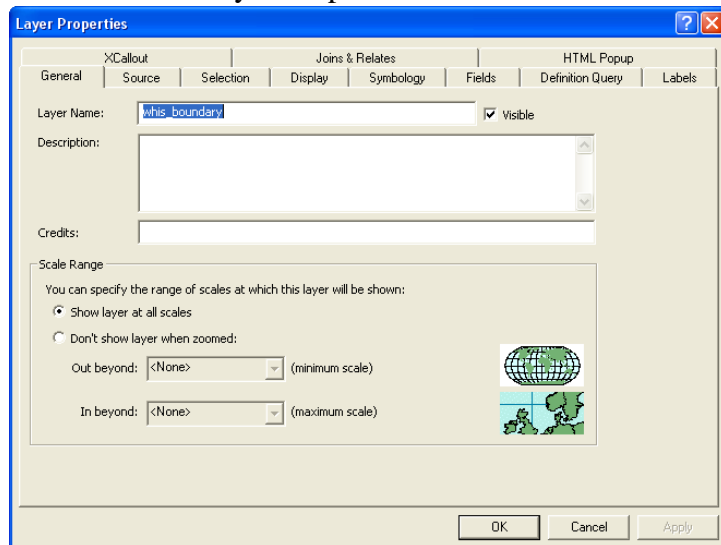 Layer Properties
XCallout Joins & Relates HTML Popup
General Source Selection Display Symbology Fields Definition Query Labels
Layer Name: whis_boundary Visible
Description:
Credits:
Scale Range
You can specify the range of scales at which this layer will be shown:
Show layer at all scales
Don't show layer when zoomed:
Out beyond: <None> (minimum scale)
In beyond: <None> (maximum scale)
OK Cancel Apply